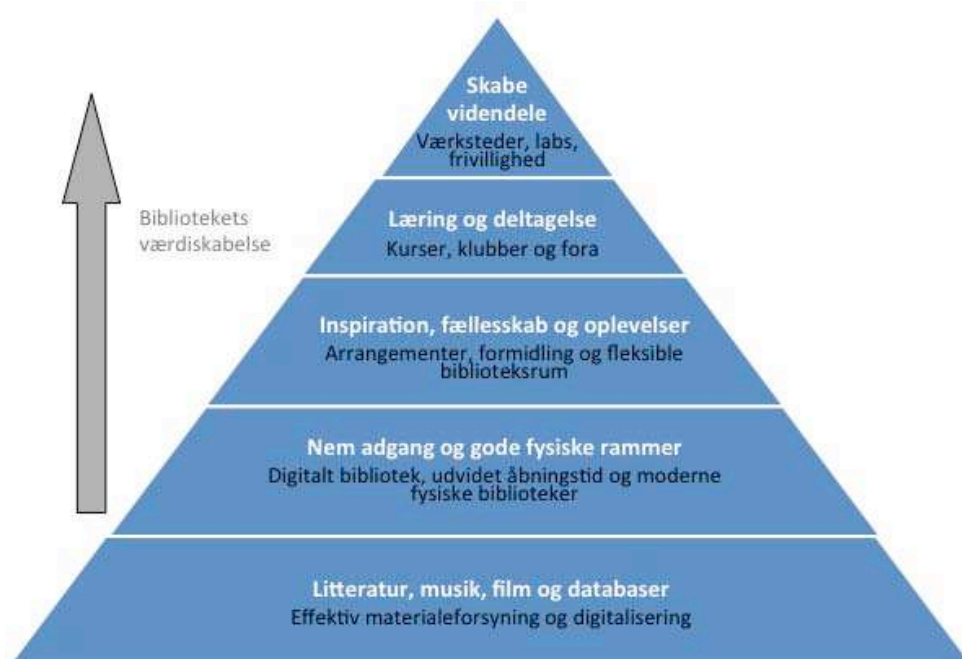 Skabe
videndele
Værksteder, labs,
frivillighed
Bibliotekets
værdiskabelse
Læring og deltagelse
Kurser, klubber og fora
Inspiration, fællesskab og oplevelser
Arrangementer, formidling og fleksible
biblioteksrum
Nem adgang og gode fysiske rammer
Digitalt bibliotek, udvidet åbningstid og moderne
fysiske biblioteker
Litteratur, musik, film og databaser
Effektiv materialeforsyning og digitalisering